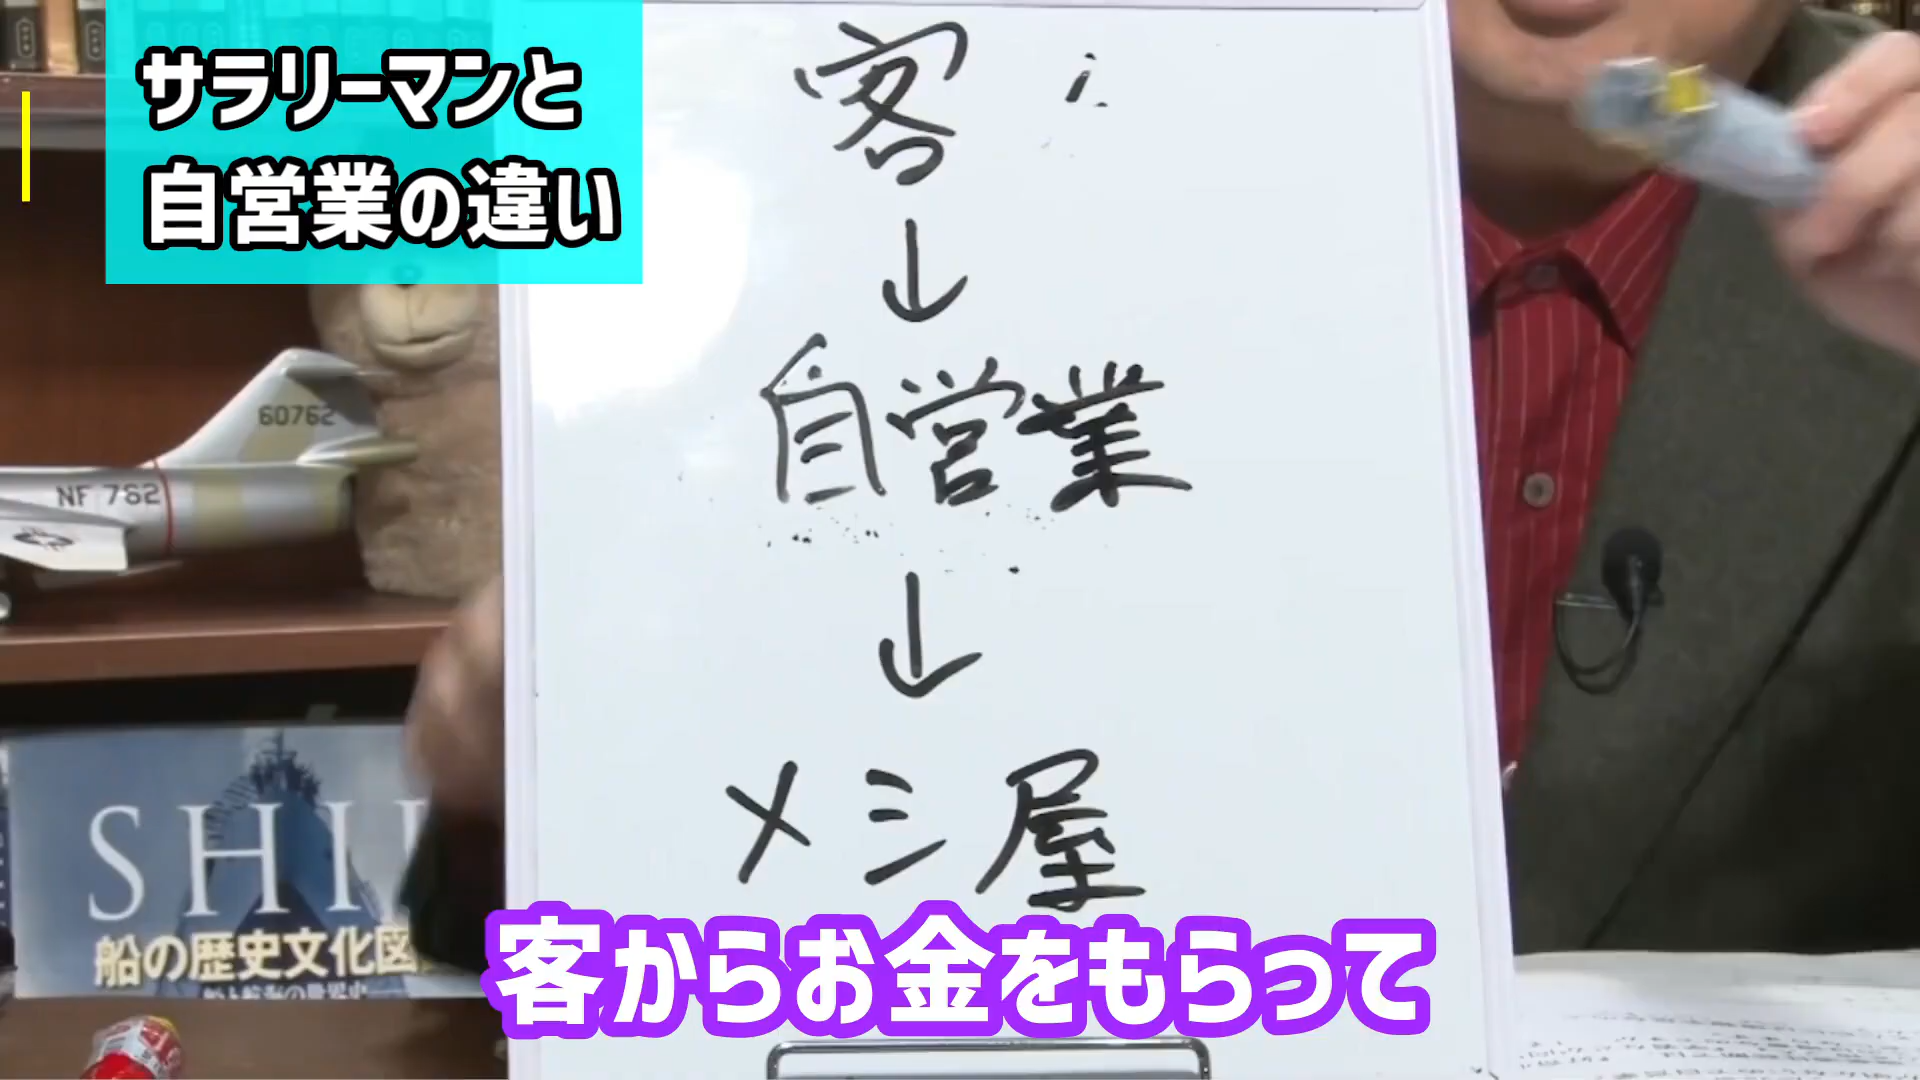 サラリーマンと
自営業の違い
客
↓
自営業
↓
メシ屋
60762
NF 762
SHI
船の歴史文化図
客からお金をもらって